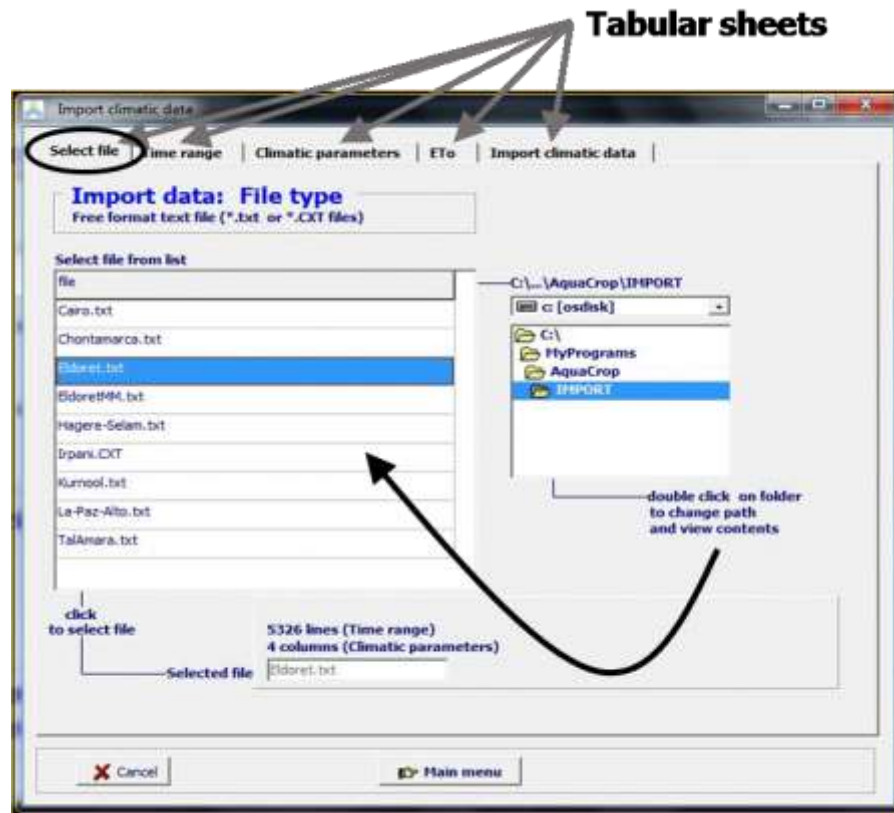 Tabular sheets
Import climatic data
Select file
Time range
Climatic parameters
ETo
Import climatic data
Import data: File type
Free format text file (*.txt or *.CXT files)
Select file from list
file
Cairo.txt
Chontamarca.txt
Eldoret.txt
EldoretMM.txt
Hagere-Selam.txt
Irpani.CXT
Kurnool.txt
La-Paz-Alto.txt
TalAmara.txt
C:\...\AquaCrop\IMPORT
c: [osdisk]
C:\
MyPrograms
AquaCrop
IMPORT
double click on folder
to change path
and view contents
click
to select file
5326 lines (Time range)
4 columns (Climatic parameters)
Selected file
Eldoret.txt
Cancel
Main menu